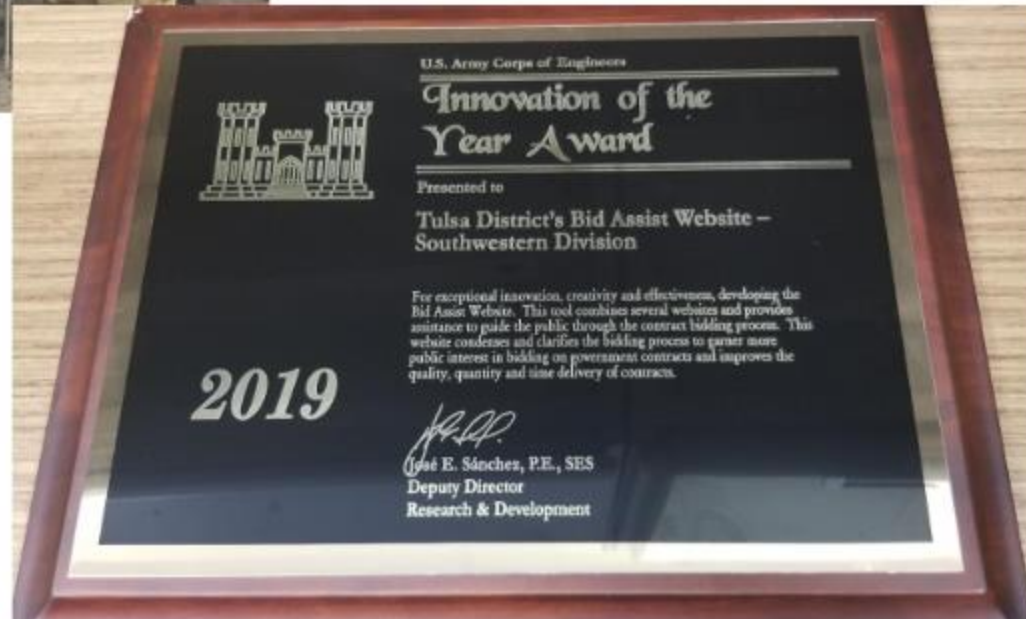 U.S. Army Corps of Engineers
Innovation of the
Year Award
Presented to
Tulsa District's Bid Assist Website –
Southwestern Division
For exceptional innovation, creativity and effectiveness, developing the
Bid Assist Website. This tool combines several websites and provides
assistance to guide the public through the contract bidding process. This
website condenses and clarifies the bidding process to garner more
public interest in bidding on government contracts and improves the
quality, quantity and time delivery of contracts.
2019
José E. Sánchez, P.E., SES
Deputy Director
Research & Development